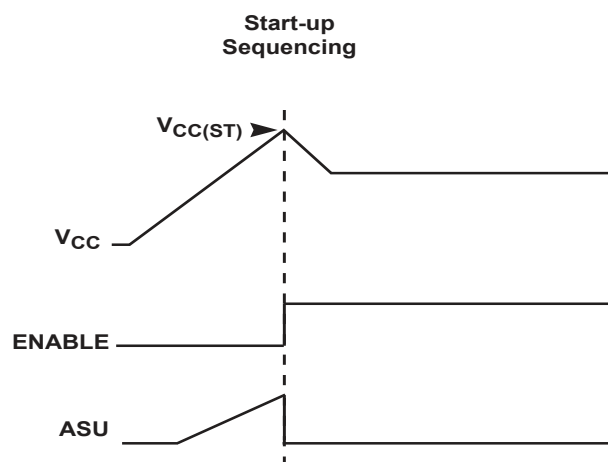 Start-up
Sequencing
VCC(ST)
VCC
ENABLE
ASU